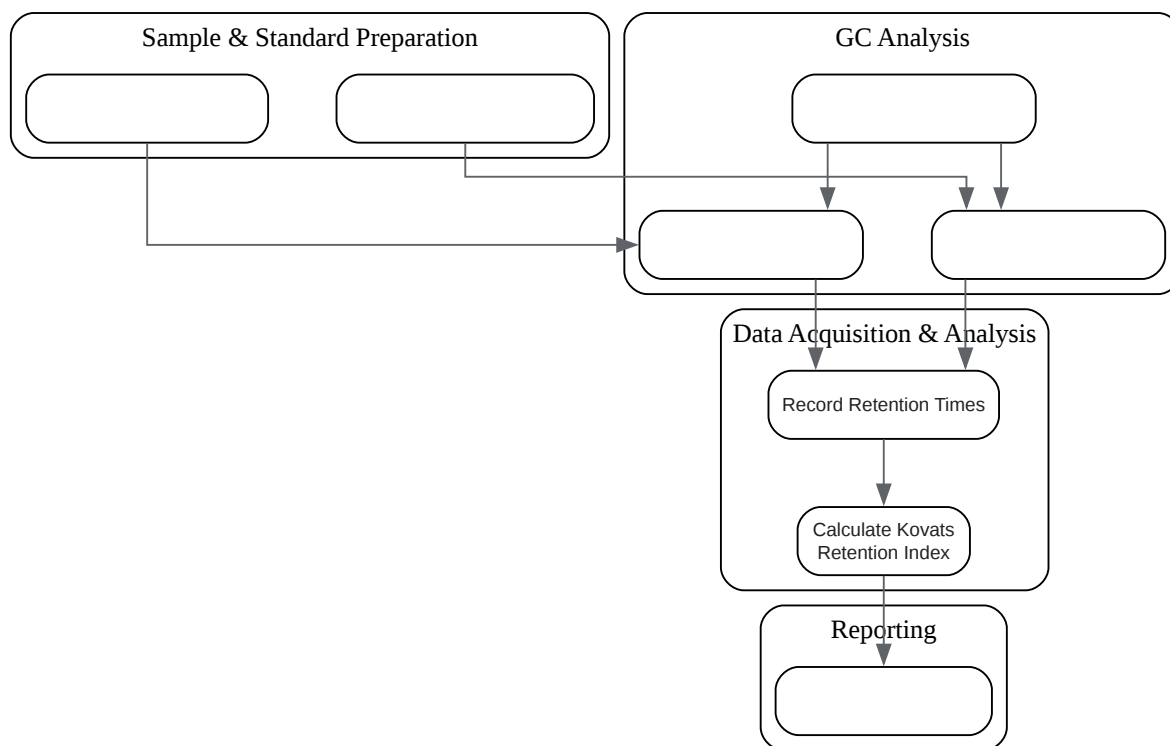 Sample & Standard Preparation
GC Analysis
Data Acquisition & Analysis
Record Retention Times
Calculate Kovats
Retention Index
Reporting